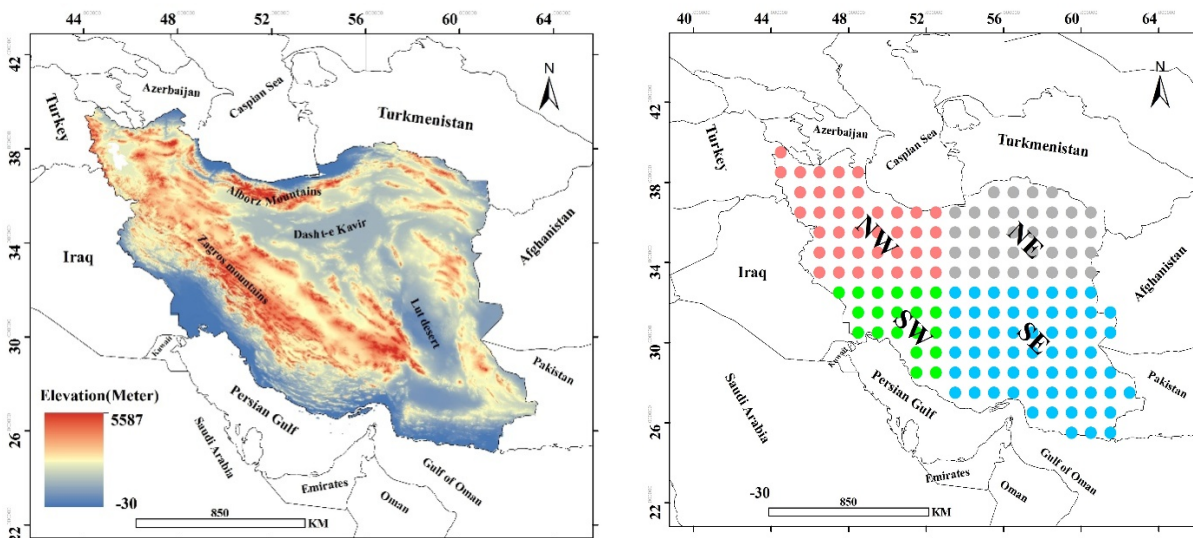 44 48 52 56 60 64
42
38
34
30
26
22
N
Azerbaijan
Caspian Sea
Turkey
Turkmenistan
Alborz Mountains
Dasht-e Kavir
Iraq
Zagros mountains
Afghanistan
Lut desert
Kuwait
Pakistan
Elevation(Meter)
5587
-30
Persian Gulf
Saudi Arabia
Emirates
Gulf of Oman
Oman
850
KM
40 44 48 52 56 60 64
42
38
34
30
26
22
N
Azerbaijan
Caspian Sea
Turkey
Turkmenistan
NW
NE
Iraq
Afghanistan
SW
SE
Kuwait
Pakistan
Persian Gulf
Saudi Arabia
Gulf of Oman
Emirates
Oman
-30
850
KM